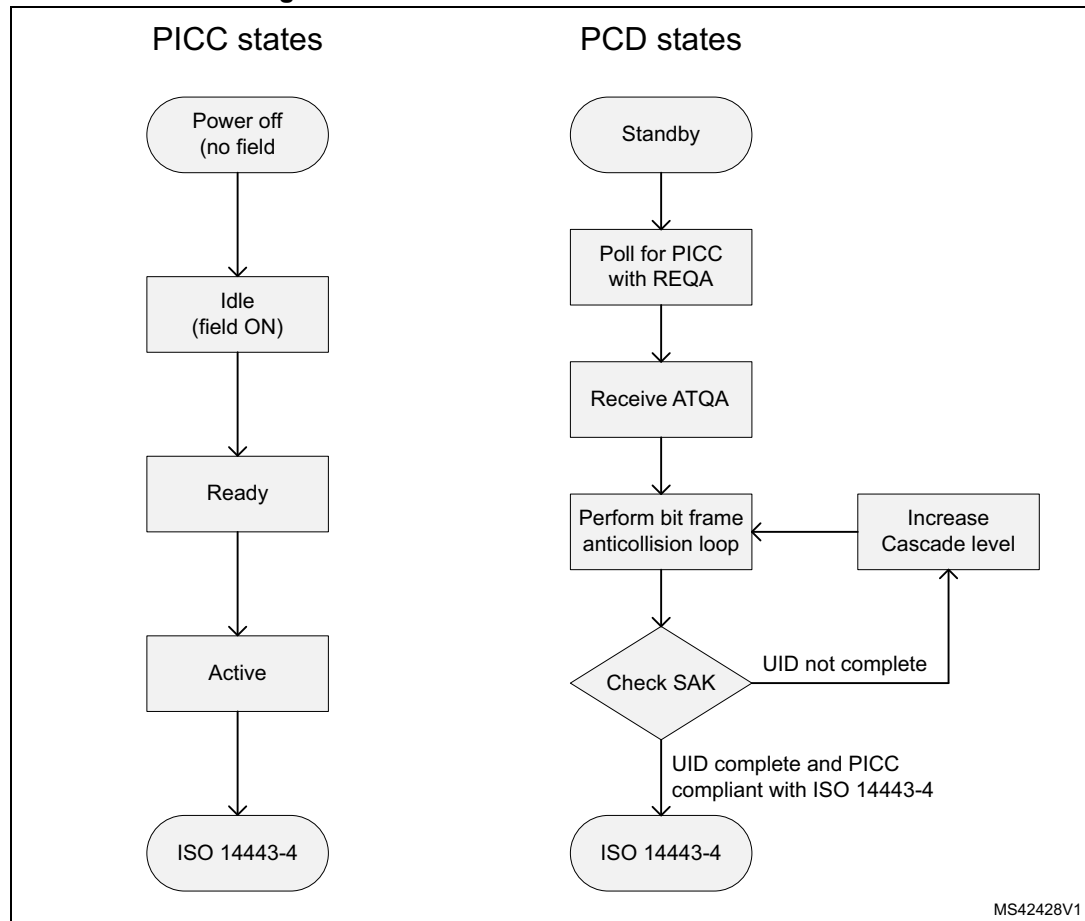 PICC states
PCD states
Power off
(no field
Idle
(field ON)
Ready
Active
ISO 14443-4
Standby
Poll for PICC
with REQA
Receive ATQA
Perform bit frame
anticollision loop
Increase
Cascade level
Check SAK
UID not complete
UID complete and PICC
compliant with ISO 14443-4
ISO 14443-4
MS42428V1